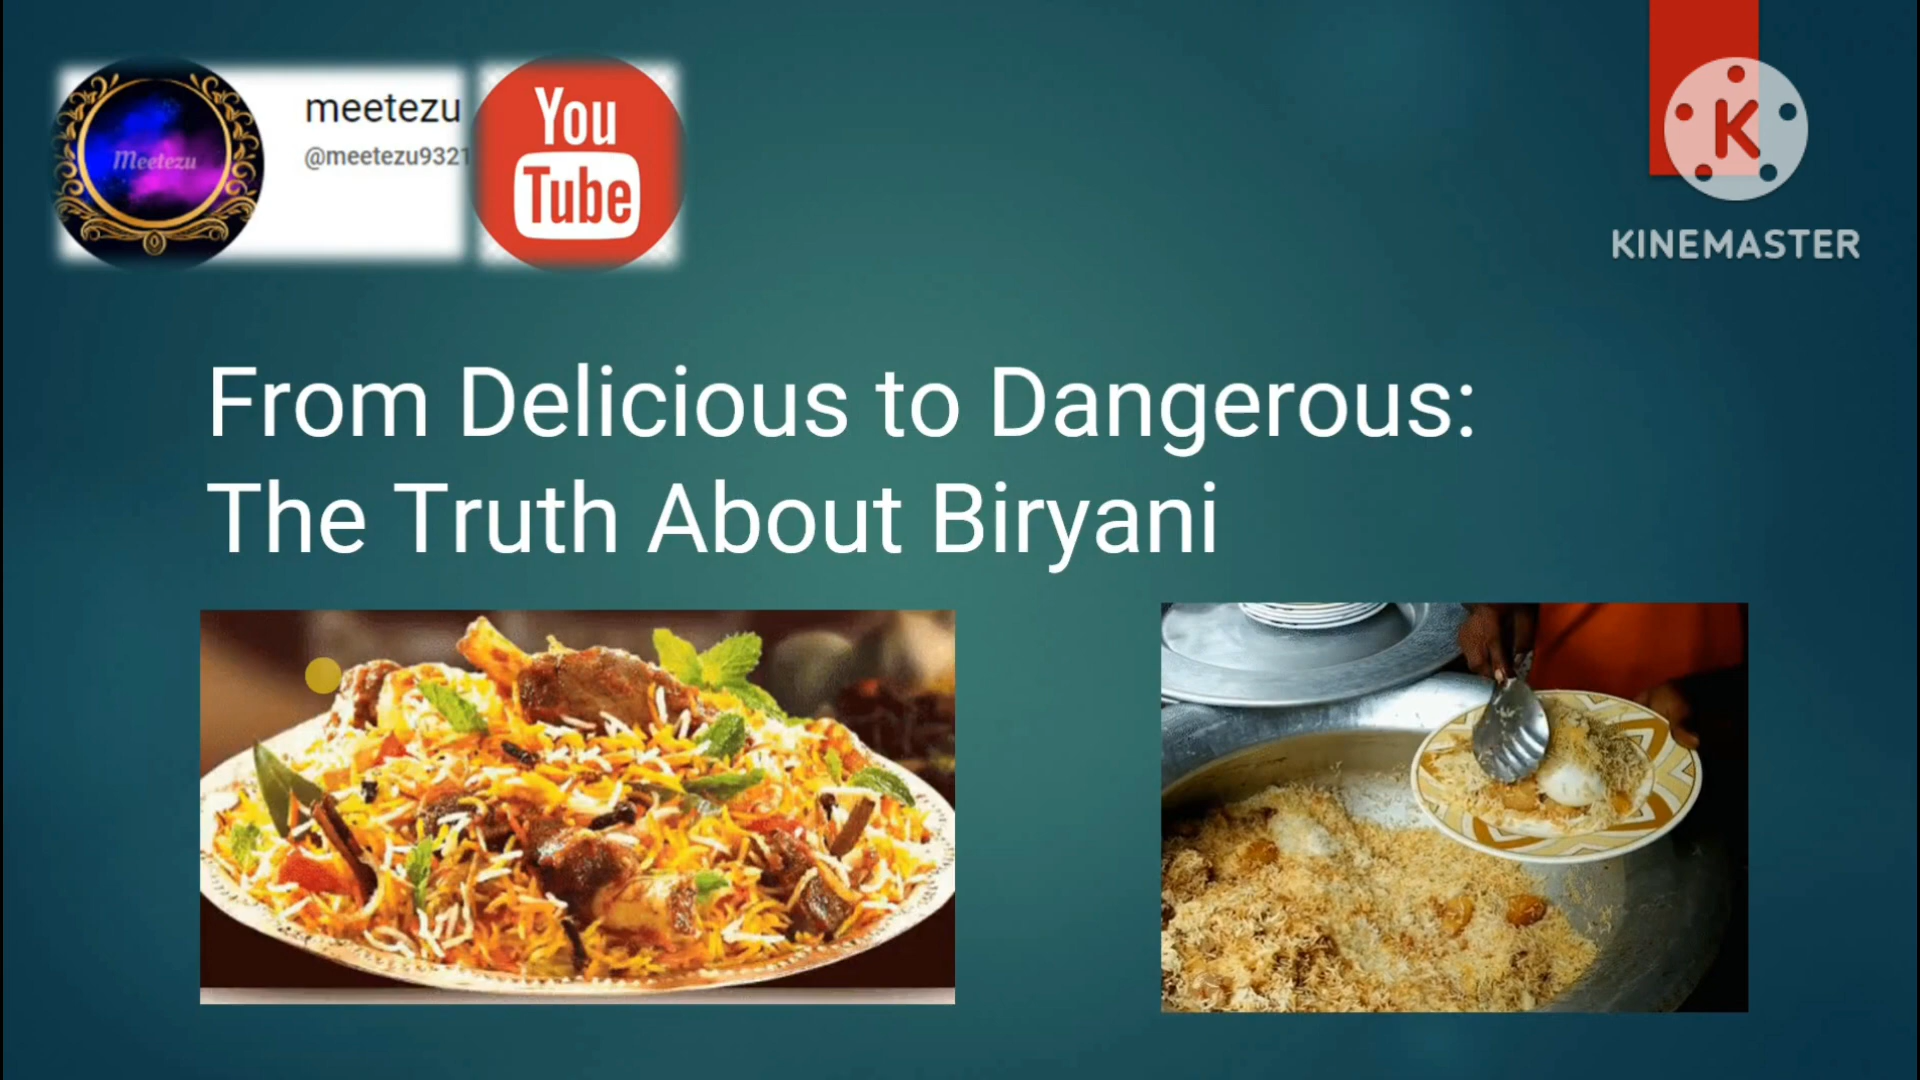 Meetezu
meetezu
@meetezu9321
You
Tube
K
KINEMASTER
From Delicious to Dangerous:
The Truth About Biryani